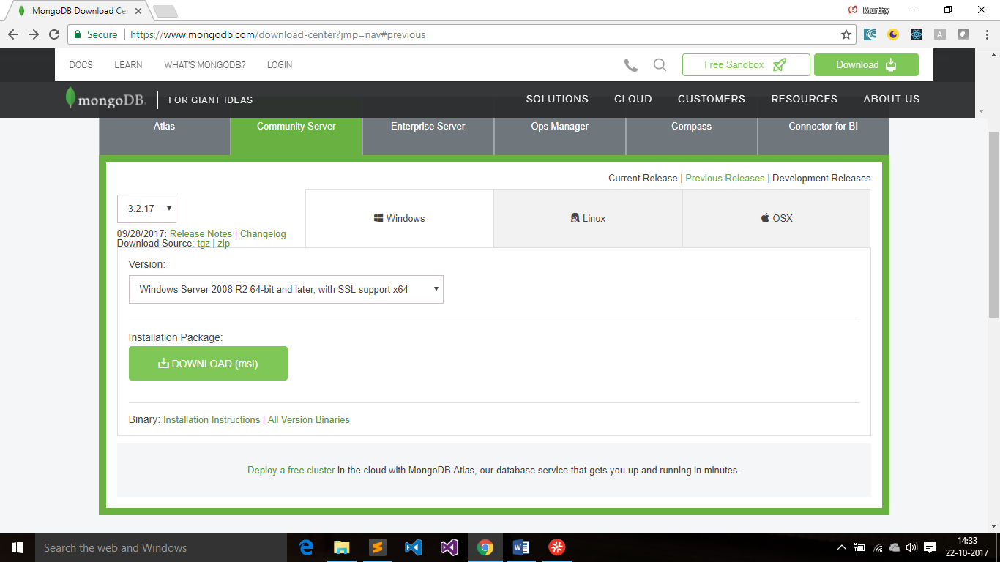 MongoDB Download Cen
Murthy
Secure https://www.mongodb.com/download-center?jmp=nav#previous
DOCS LEARN WHAT'S MONGODB? LOGIN Free Sandbox Download
mongoDB. FOR GIANT IDEAS SOLUTIONS CLOUD CUSTOMERS RESOURCES ABOUT US
Atlas Community Server Enterprise Server Ops Manager Compass Connector for BI
Current Release | Previous Releases | Development Releases
3.2.17
Windows Linux OSX
09/28/2017: Release Notes | Changelog
Download Source: tgz | zip
Version:
Windows Server 2008 R2 64-bit and later, with SSL support x64
Installation Package:
DOWNLOAD (msi)
Binary: Installation Instructions | All Version Binaries
Deploy a free cluster in the cloud with MongoDB Atlas, our database service that gets you up and running in minutes.
Search the web and Windows
14:33
22-10-2017